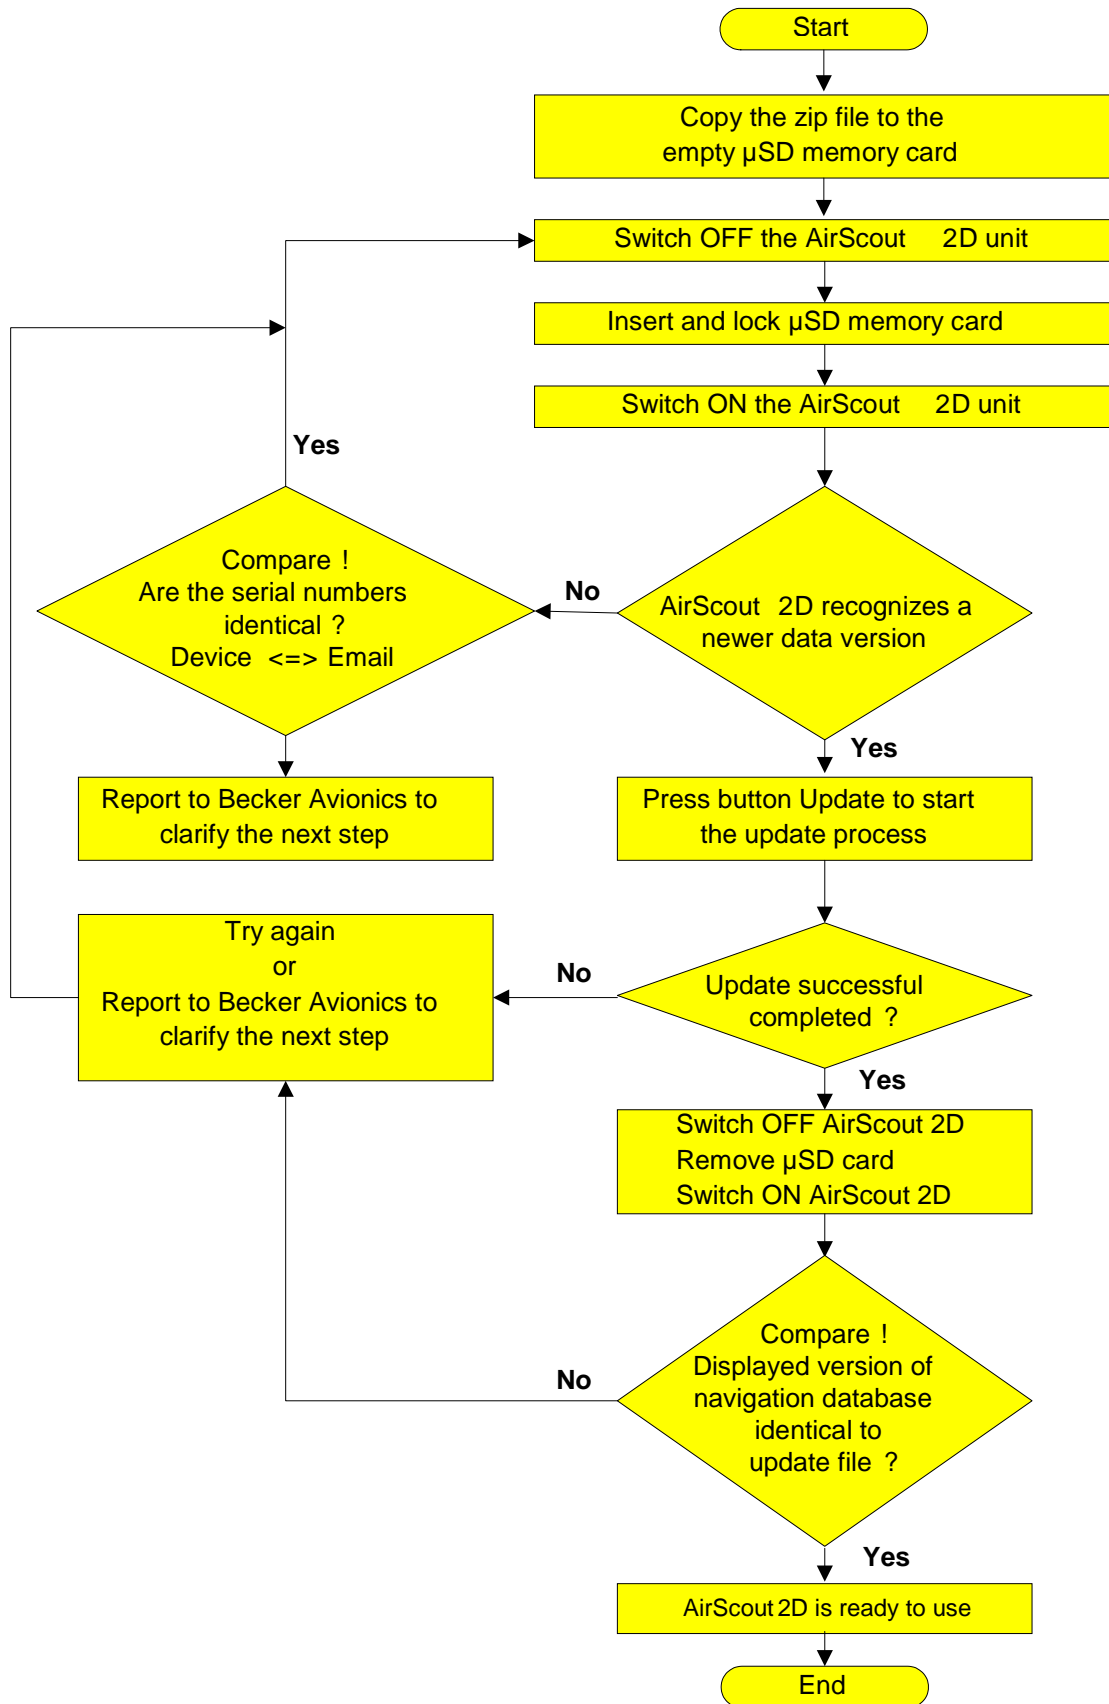 Start
Copy the zip file to the
empty µSD memory card
Switch OFF the AirScout 2D unit
Insert and lock µSD memory card
Switch ON the AirScout 2D unit
Yes
Compare !
Are the serial numbers
identical ?
Device <=> Email
No
AirScout 2D recognizes a
newer data version
Yes
Report to Becker Avionics to
clarify the next step
Press button Update to start
the update process
Try again
or
Report to Becker Avionics to
clarify the next step
No
Update successful
completed ?
Yes
Switch OFF AirScout 2D
Remove µSD card
Switch ON AirScout 2D
No
Compare !
Displayed version of
navigation database
identical to
update file ?
Yes
AirScout 2D is ready to use
End